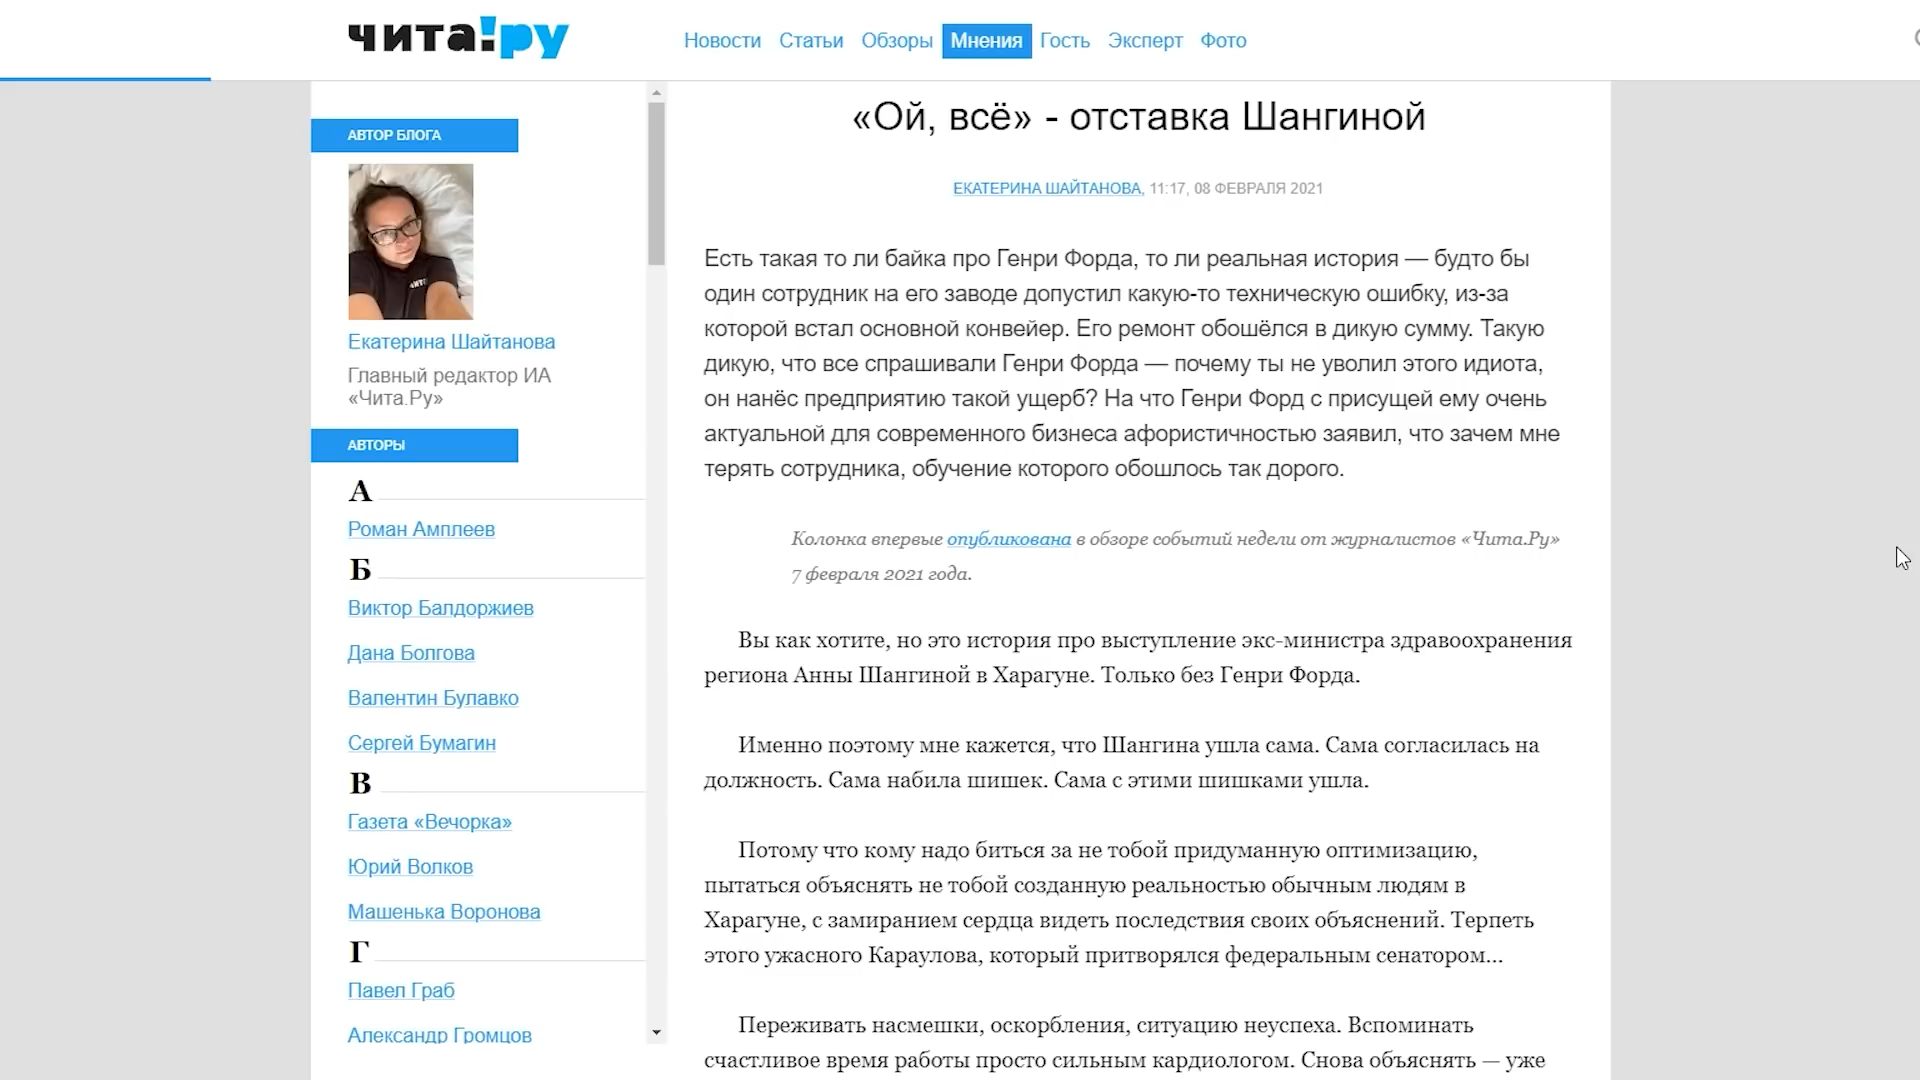 чита!ру
Новости Статьи Обзоры Мнения Гость Эксперт Фото
АВТОР БЛОГА
Екатерина Шайтанова
Главный редактор ИА
«Чита.Ру»
АВТОРЫ
А
Роман Амплеев
Б
Виктор Балдоржиев
Дана Болгова
Валентин Булавко
Сергей Бумагин
В
Газета «Вечорка»
Юрий Волков
Машенька Воронова
Г
Павел Граб
Александр Громцов
«Ой, всё» - отставка Шангиной
ЕКАТЕРИНА ШАЙТАНОВА, 11:17, 08 ФЕВРАЛЯ 2021
Есть такая то ли байка про Генри Форда, то ли реальная история — будто бы
один сотрудник на его заводе допустил какую-то техническую ошибку, из-за
которой встал основной конвейер. Его ремонт обошёлся в дикую сумму. Такую
дикую, что все спрашивали Генри Форда — почему ты не уволил этого идиота,
он нанёс предприятию такой ущерб? На что Генри Форд с присущей ему очень
актуальной для современного бизнеса афористичностью заявил, что зачем мне
терять сотрудника, обучение которого обошлось так дорого.
Колонка впервые опубликована в обзоре событий недели от журналистов «Чита.Ру»
7 февраля 2021 года.
Вы как хотите, но это история про выступление экс-министра здравоохранения
региона Анны Шангиной в Харагуне. Только без Генри Форда.
Именно поэтому мне кажется, что Шангина ушла сама. Сама согласилась на
должность. Сама набила шишек. Сама с этими шишками ушла.
Потому что кому надо биться за не тобой придуманную оптимизацию,
пытаться объяснять не тобой созданную реальностью обычным людям в
Харагуне, с замиранием сердца видеть последствия своих объяснений. Терпеть
этого ужасного Караулова, который притворялся федеральным сенатором...
Переживать насмешки, оскорбления, ситуацию неуспеха. Вспоминать
счастливое время работы просто сильным кардиологом. Снова объяснять — уже